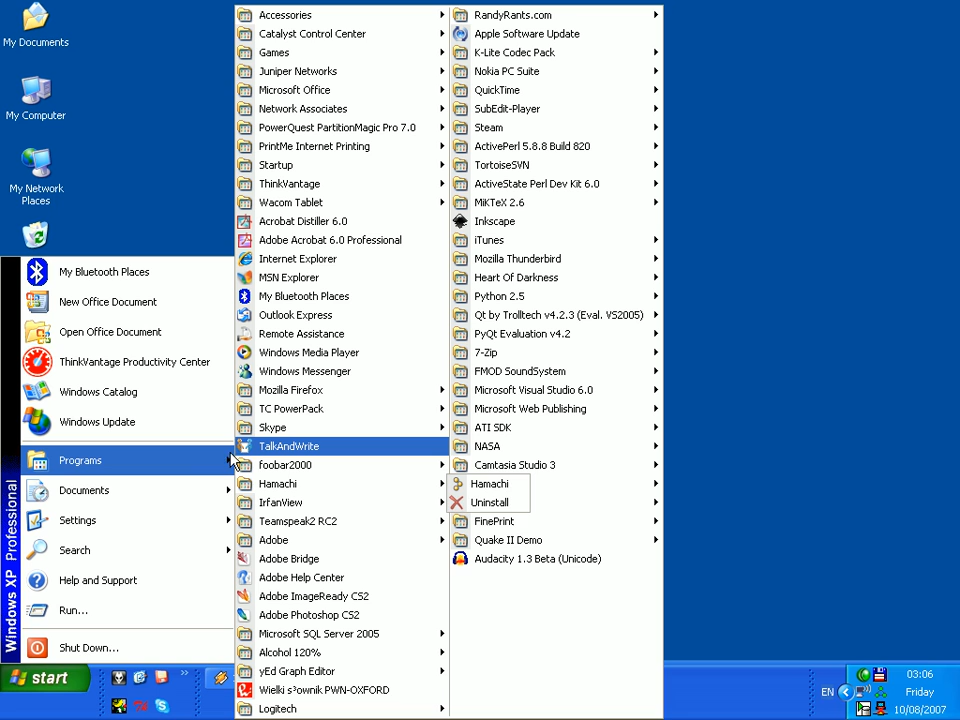 My Documents
My Computer
My Network
Places
My Bluetooth Places
New Office Document
Open Office Document
ThinkVantage Productivity Center
Windows Catalog
Windows Update
Programs
Documents
Settings
Search
Help and Support
Run...
Shut Down...
Windows XP Professional
Accessories
Catalyst Control Center
Games
Juniper Networks
Microsoft Office
Network Associates
PowerQuest PartitionMagic Pro 7.0
PrintMe Internet Printing
Startup
ThinkVantage
Wacom Tablet
Acrobat Distiller 6.0
Adobe Acrobat 6.0 Professional
Internet Explorer
MSN Explorer
My Bluetooth Places
Outlook Express
Remote Assistance
Windows Media Player
Windows Messenger
Mozilla Firefox
TC PowerPack
Skype
TalkAndWrite
foobar2000
Hamachi
IrfanView
Teamspeak2 RC2
Adobe
Adobe Bridge
Adobe Help Center
Adobe ImageReady CS2
Adobe Photoshop CS2
Microsoft SQL Server 2005
Alcohol 120%
yEd Graph Editor
Wielki s³ownik PWN-OXFORD
Logitech
RandyRants.com
Apple Software Update
K-Lite Codec Pack
Nokia PC Suite
QuickTime
SubEdit-Player
Steam
ActivePerl 5.8.8 Build 820
TortoiseSVN
ActiveState Perl Dev Kit 6.0
MiKTeX 2.6
Inkscape
iTunes
Mozilla Thunderbird
Heart Of Darkness
Python 2.5
Qt by Trolltech v4.2.3 (Eval. VS2005)
PyQt Evaluation v4.2
7-Zip
FMOD SoundSystem
Microsoft Visual Studio 6.0
Microsoft Web Publishing
ATI SDK
NASA
Camtasia Studio 3
Hamachi
Uninstall
FinePrint
Quake II Demo
Audacity 1.3 Beta (Unicode)
start
EN
03:06
Friday
10/08/2007